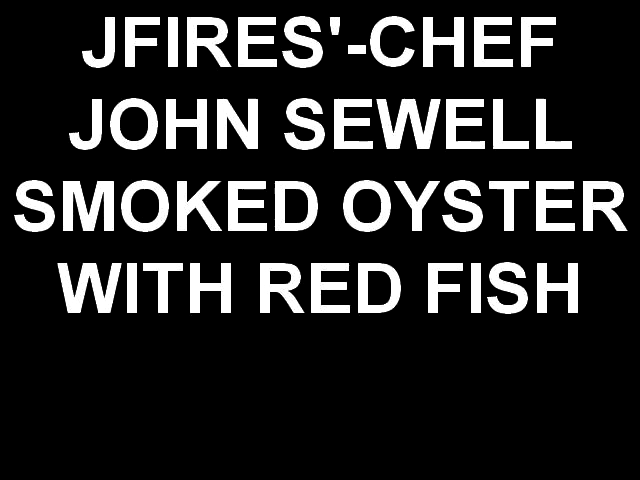 JFIRES'-CHEF
JOHN SEWELL
SMOKED OYSTER
WITH RED FISH